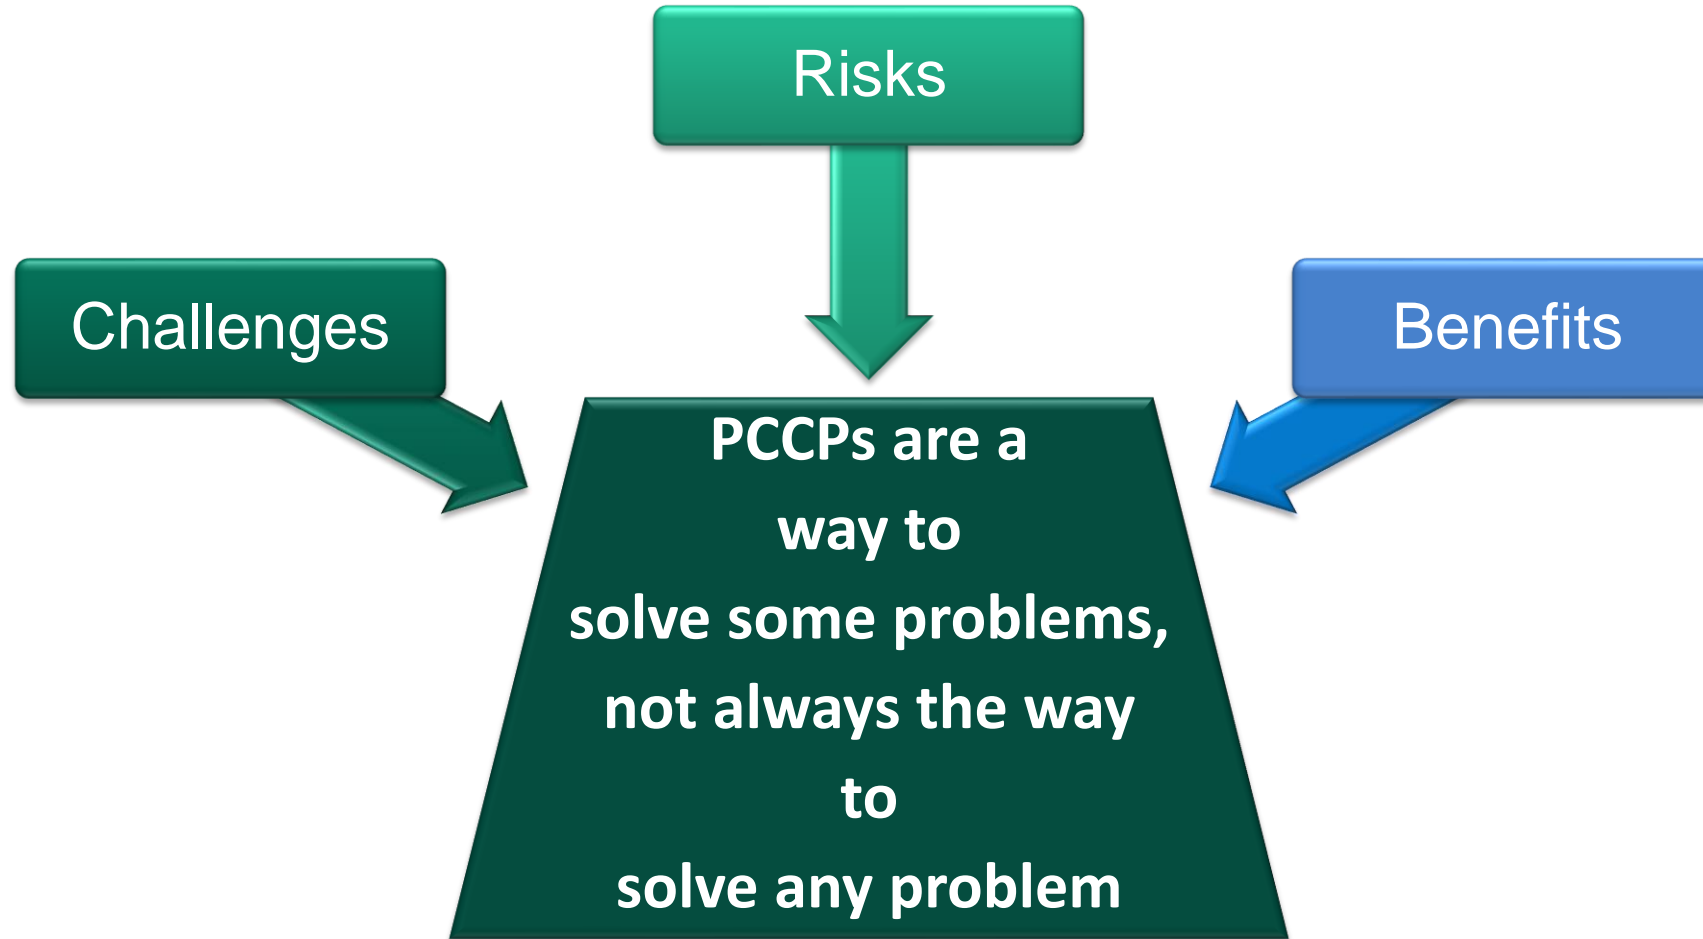 Risks
Challenges
Benefits
PCCPs are a
way to
solve some problems,
not always the way
to
solve any problem